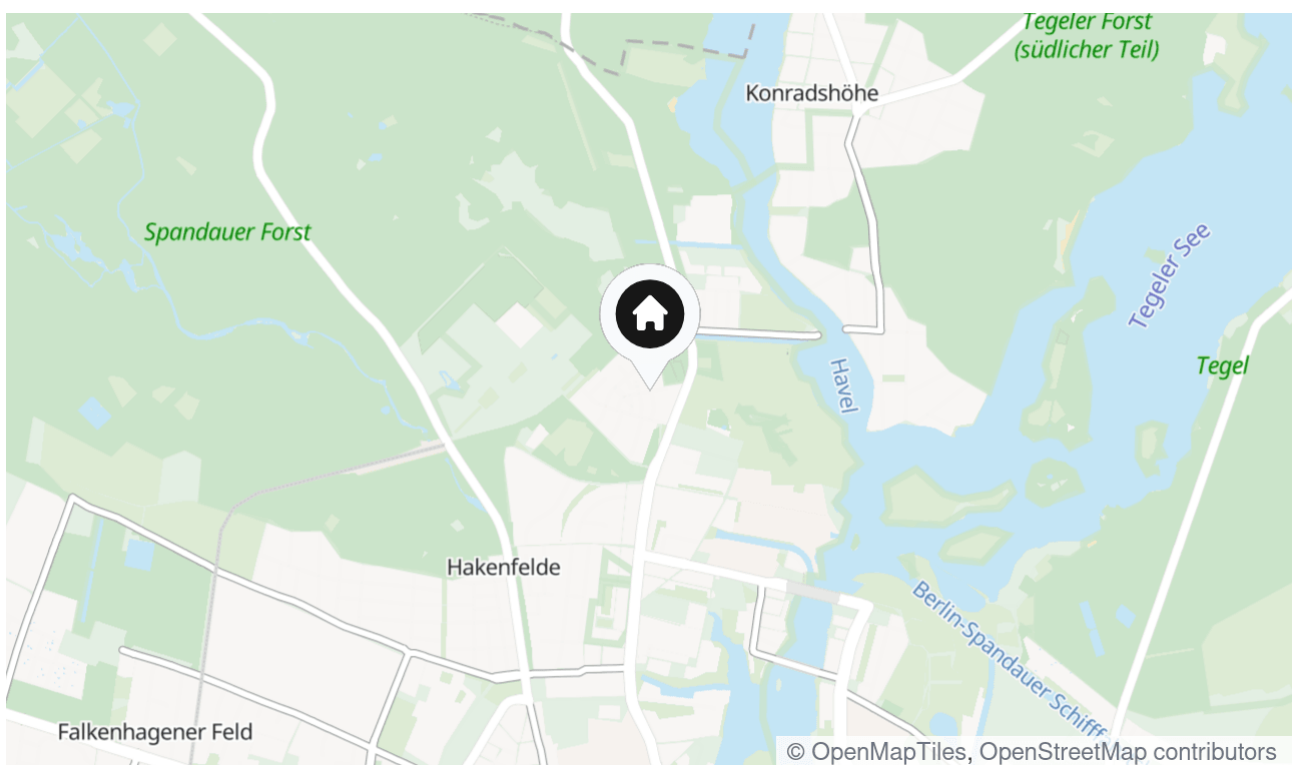 Tegeler Forst
(südlicher Teil)
Konradshöhe
Spandauer Forst
Tegeler See
Tegel
Havel
Hakenfelde
Berlin-Spandauer Schifff
Falkenhagener Feld
© OpenMapTiles, OpenStreetMap contributors